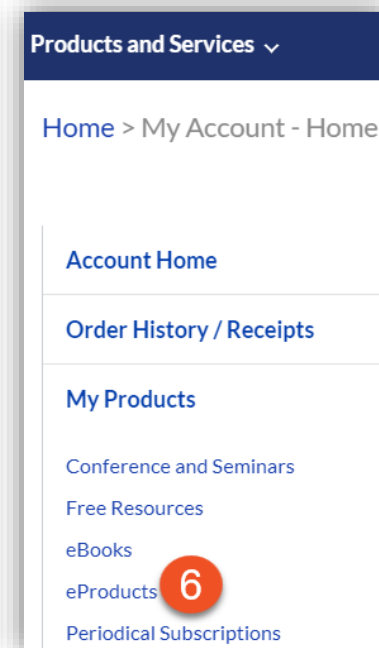 Products and Services
Home > My Account - Home
Account Home
Order History / Receipts
My Products
Conference and Seminars
Free Resources
eBooks
eProducts 6
Periodical Subscriptions